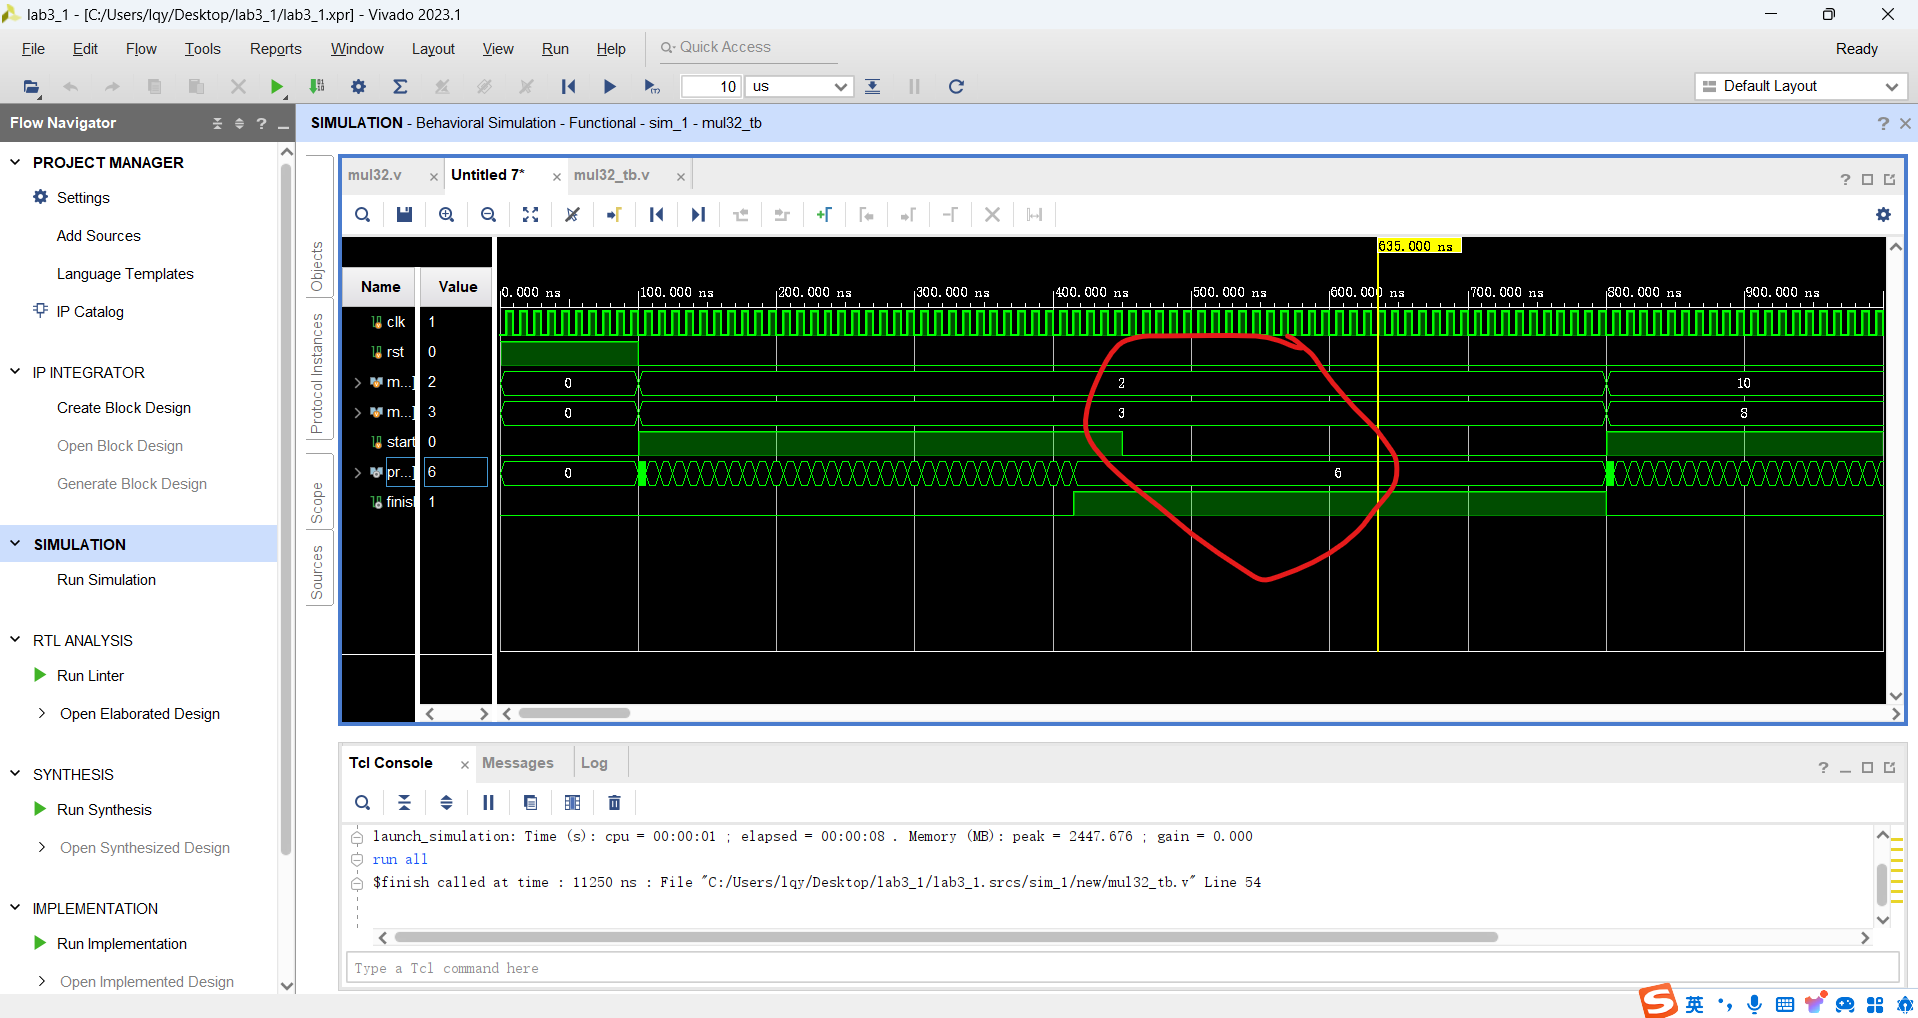 lab3_1 - [C:/Users/lqy/Desktop/lab3_1/lab3_1.xpr] - Vivado 2023.1
File Edit Flow Tools Reports Window Layout View Run Help Quick Access Ready
10 us Default Layout
Flow Navigator
SIMULATION - Behavioral Simulation - Functional - sim_1 - mul32_tb
PROJECT MANAGER
Settings
Add Sources
Language Templates
IP Catalog
IP INTEGRATOR
Create Block Design
Open Block Design
Generate Block Design
SIMULATION
Run Simulation
RTL ANALYSIS
Run Linter
Open Elaborated Design
SYNTHESIS
Run Synthesis
Open Synthesized Design
IMPLEMENTATION
Run Implementation
Open Implemented Design
Objects
Protocol Instances
Scope
Sources
mul32.v Untitled 7* mul32_tb.v
635.000 ns
Name Value
0.000 ns 100.000 ns 200.000 ns 300.000 ns 400.000 ns 500.000 ns 600.000 ns 700.000 ns 800.000 ns 900.000 ns
clk 1
rst 0
m...] 2 0 2 10
m...] 3 0 3 8
start 0
pr...] 6 0 6
finish 1
Tcl Console Messages Log
launch_simulation: Time (s): cpu = 00:00:01 ; elapsed = 00:00:08 . Memory (MB): peak = 2447.676 ; gain = 0.000
run all
$finish called at time : 11250 ns : File "C:/Users/lqy/Desktop/lab3_1/lab3_1.srcs/sim_1/new/mul32_tb.v" Line 54
Type a Tcl command here
英